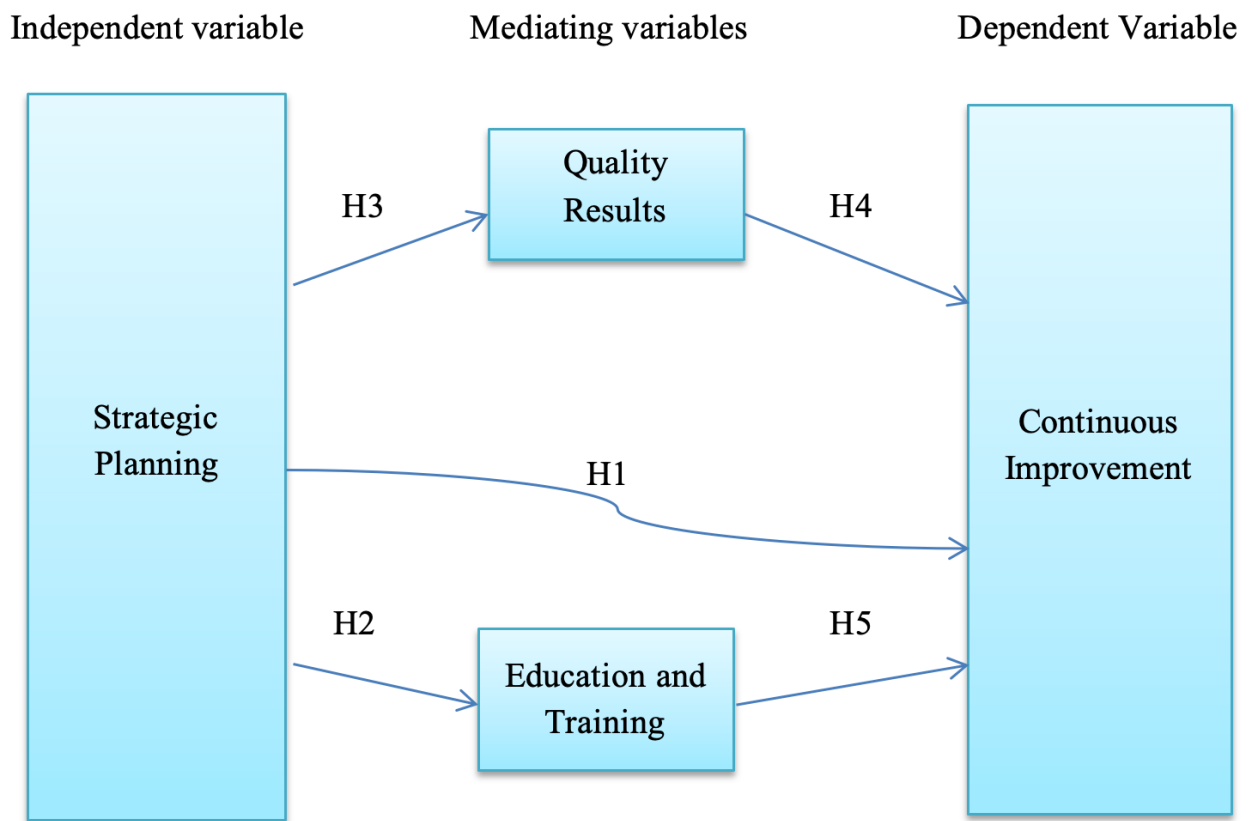 Independent variable
Mediating variables
Dependent Variable
Quality
Results
H3
H4
Strategic
Planning
Continuous
Improvement
H1
H2
H5
Education and
Training